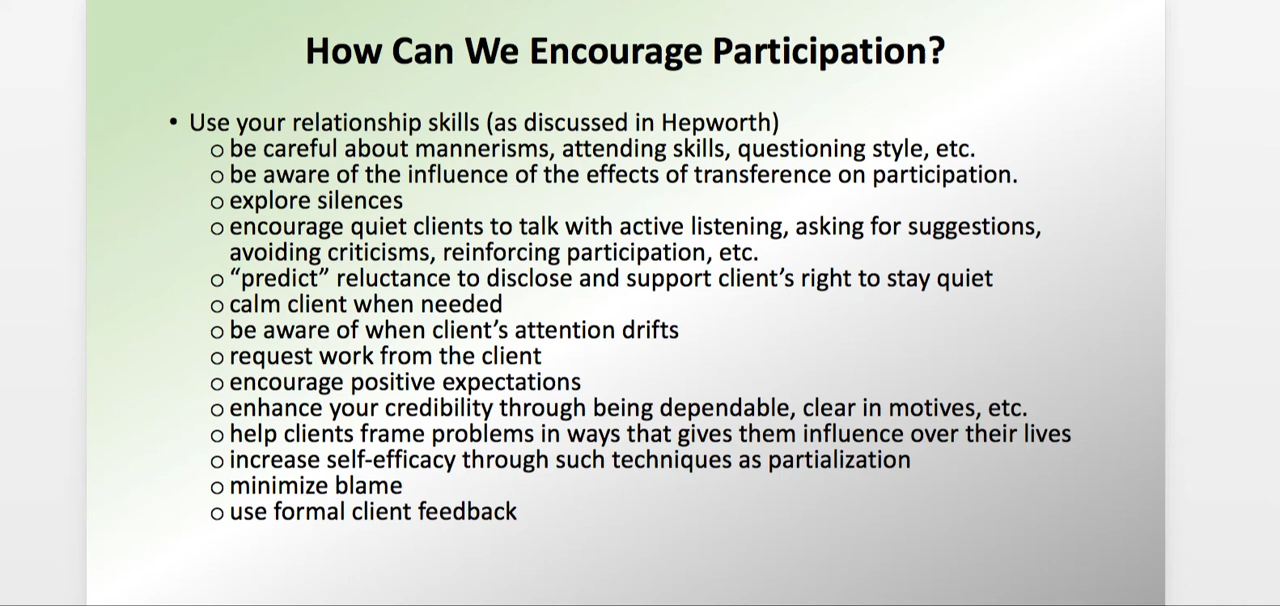 How Can We Encourage Participation?
• Use your relationship skills (as discussed in Hepworth)
o be careful about mannerisms, attending skills, questioning style, etc.
o be aware of the influence of the effects of transference on participation.
o explore silences
o encourage quiet clients to talk with active listening, asking for suggestions,
avoiding criticisms, reinforcing participation, etc.
o “predict” reluctance to disclose and support client’s right to stay quiet
o calm client when needed
o be aware of when client’s attention drifts
o request work from the client
o encourage positive expectations
o enhance your credibility through being dependable, clear in motives, etc.
o help clients frame problems in ways that gives them influence over their lives
o increase self-efficacy through such techniques as partialization
o minimize blame
o use formal client feedback